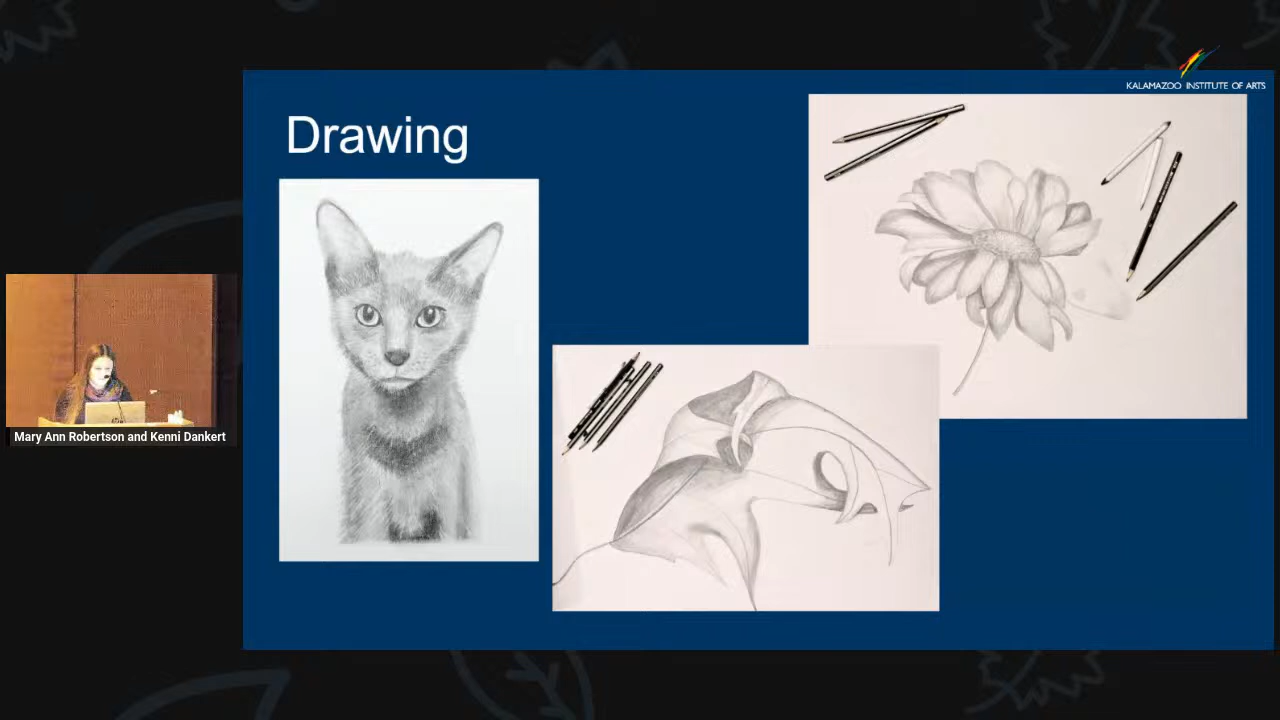 KALAMAZOO INSTITUTE OF ARTS
Drawing
Mary Ann Robertson and Kenni Dankert